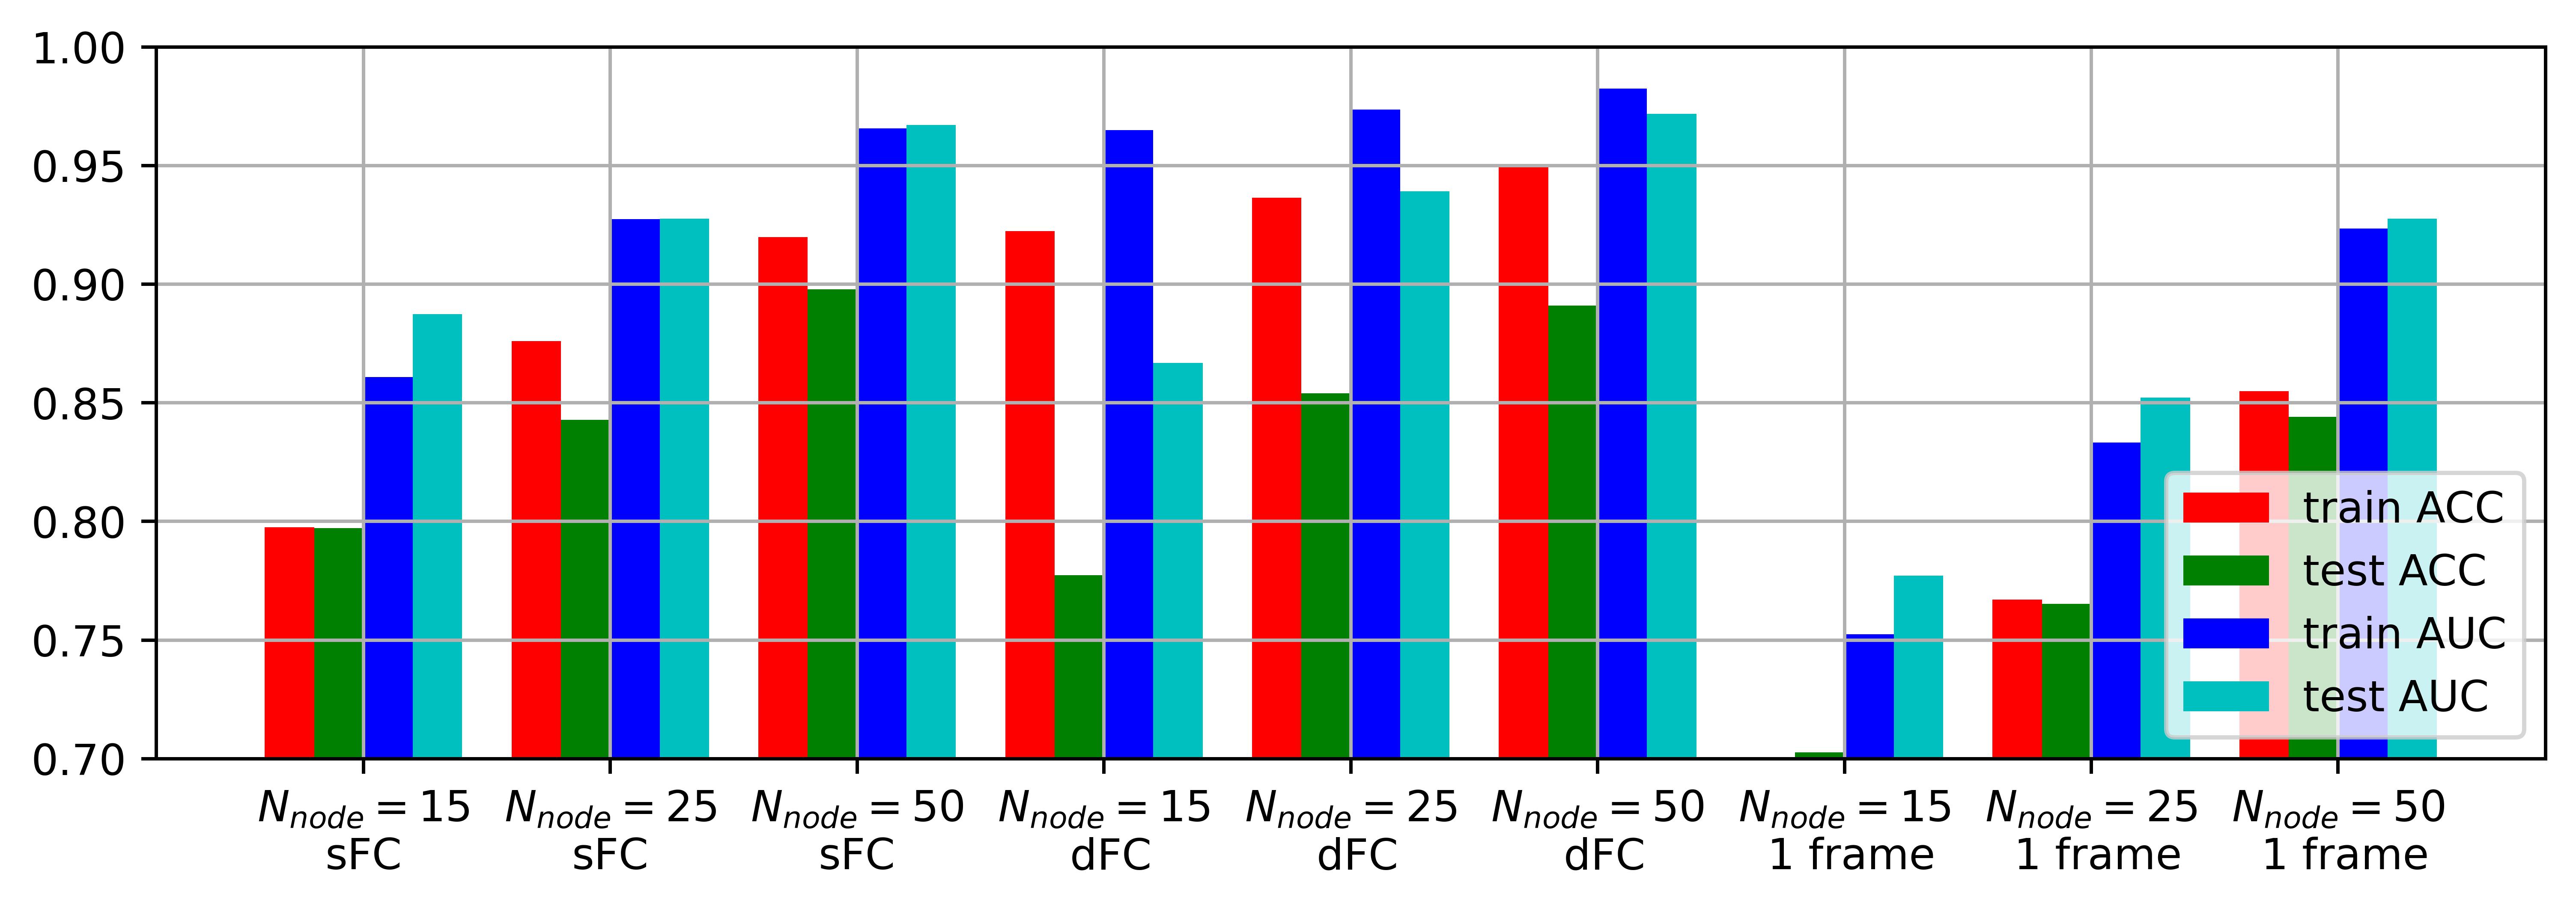 1.00
0.95
0.90
0.85
0.80
0.75
0.70
train ACC
test ACC
train AUC
test AUC
N_node = 15 N_node = 25 N_node = 50 N_node = 15 N_node = 25 N_node = 50 N_node = 15 N_node = 25 N_node = 50
sFC sFC sFC dFC dFC dFC 1 frame 1 frame 1 frame